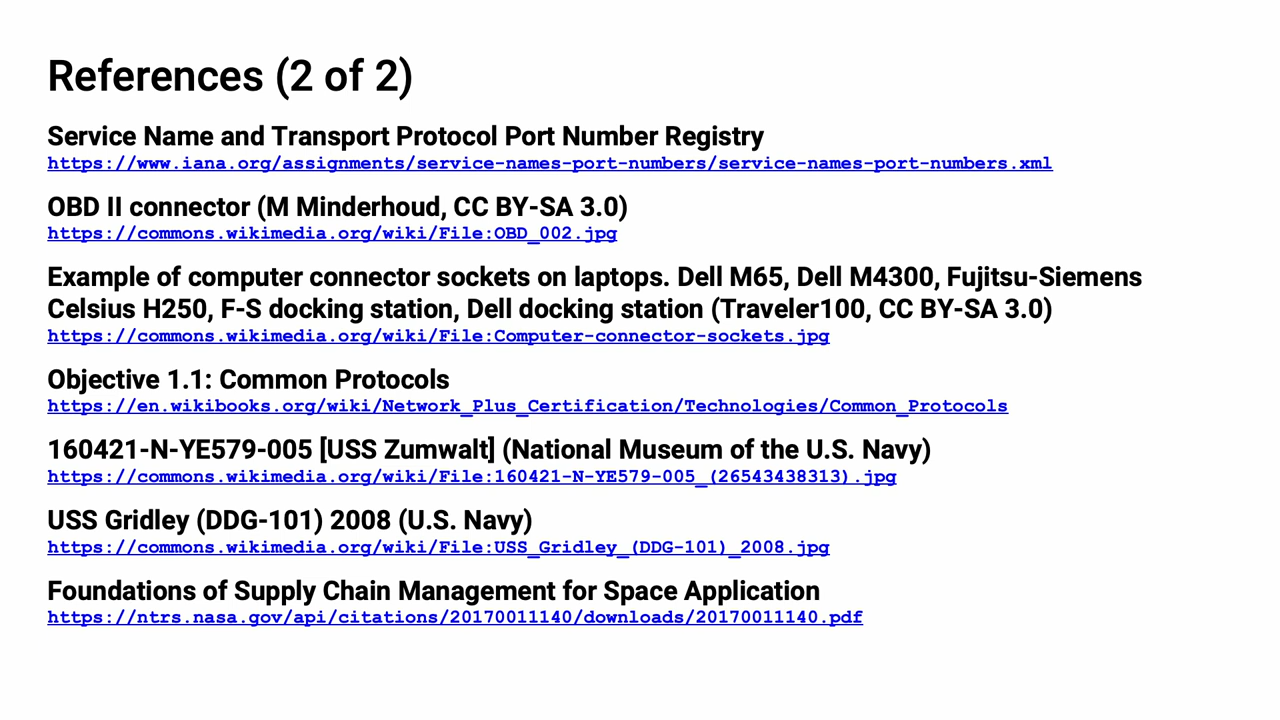 References (2 of 2)
Service Name and Transport Protocol Port Number Registry
https://www.iana.org/assignments/service-names-port-numbers/service-names-port-numbers.xml
OBD II connector (M Minderhoud, CC BY-SA 3.0)
https://commons.wikimedia.org/wiki/File:OBD_002.jpg
Example of computer connector sockets on laptops. Dell M65, Dell M4300, Fujitsu-Siemens
Celsius H250, F-S docking station, Dell docking station (Traveler100, CC BY-SA 3.0)
https://commons.wikimedia.org/wiki/File:Computer-connector-sockets.jpg
Objective 1.1: Common Protocols
https://en.wikibooks.org/wiki/Network_Plus_Certification/Technologies/Common_Protocols
160421-N-YE579-005 [USS Zumwalt] (National Museum of the U.S. Navy)
https://commons.wikimedia.org/wiki/File:160421-N-YE579-005_(26543438313).jpg
USS Gridley (DDG-101) 2008 (U.S. Navy)
https://commons.wikimedia.org/wiki/File:USS_Gridley_(DDG-101)_2008.jpg
Foundations of Supply Chain Management for Space Application
https://ntrs.nasa.gov/api/citations/20170011140/downloads/20170011140.pdf